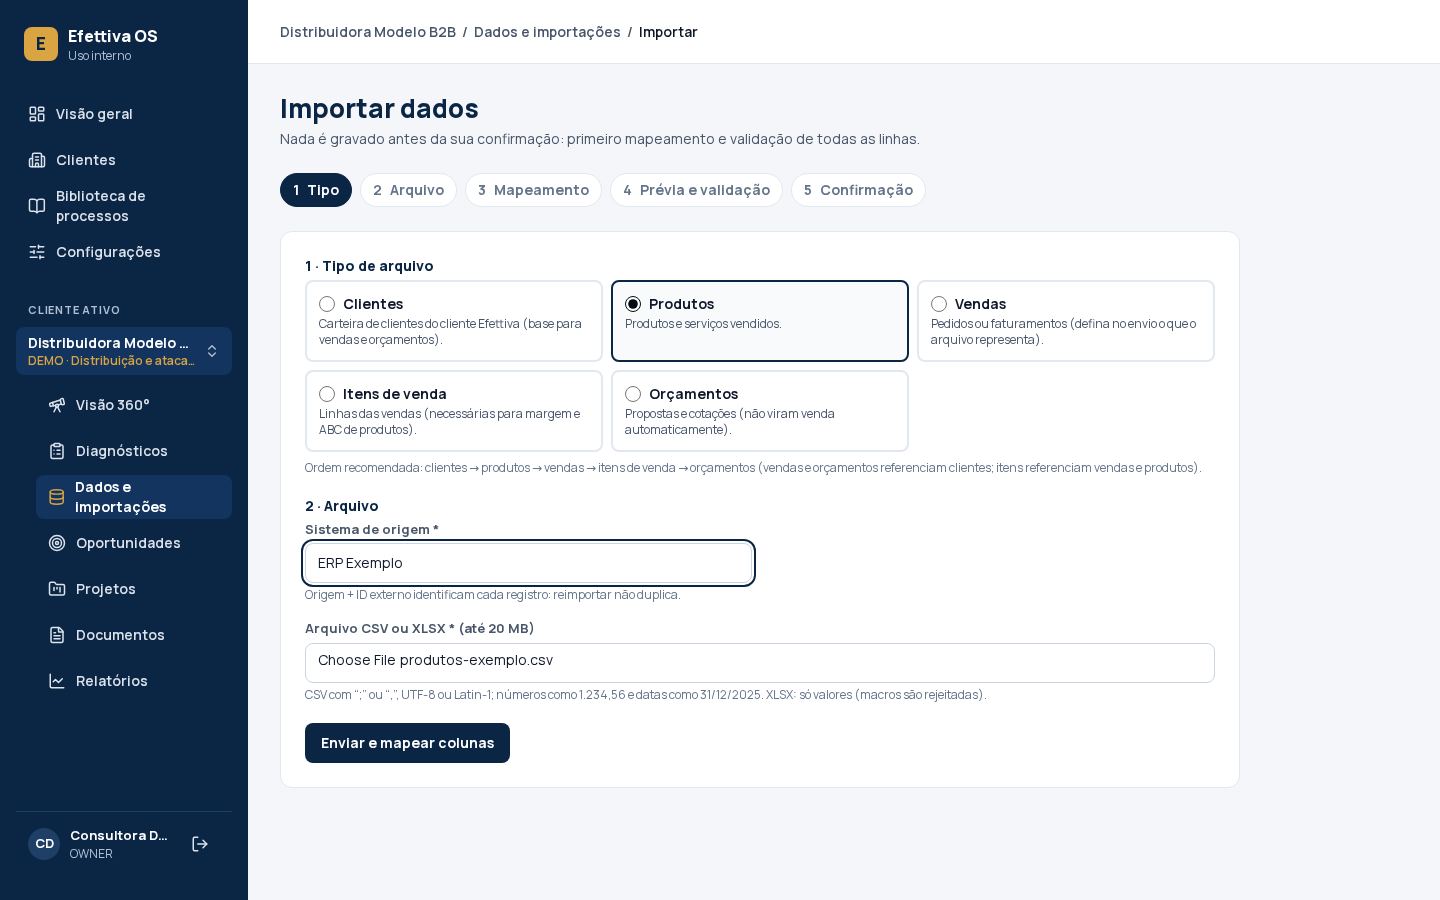 E
Efettiva OS
Uso interno
Visão geral
Clientes
Biblioteca de
processos
Configurações
CLIENTE ATIVO
Distribuidora Modelo ...
DEMO · Distribuição e ataca...
Visão 360°
Diagnósticos
Dados e
importações
Oportunidades
Projetos
Documentos
Relatórios
CD
Consultora D...
OWNER
Distribuidora Modelo B2B / Dados e importações / Importar
Importar dados
Nada é gravado antes da sua confirmação: primeiro mapeamento e validação de todas as linhas.
1 Tipo
2 Arquivo
3 Mapeamento
4 Prévia e validação
5 Confirmação
1 · Tipo de arquivo
Clientes
Carteira de clientes do cliente Efettiva (base para
vendas e orçamentos).
Produtos
Produtos e serviços vendidos.
Vendas
Pedidos ou faturamentos (defina no envio o que o
arquivo representa).
Itens de venda
Linhas das vendas (necessárias para margem e
ABC de produtos).
Orçamentos
Propostas e cotações (não viram venda
automaticamente).
Ordem recomendada: clientes → produtos → vendas → itens de venda → orçamentos (vendas e orçamentos referenciam clientes; itens referenciam vendas e produtos).
2 · Arquivo
Sistema de origem *
ERP Exemplo
Origem + ID externo identificam cada registro: reimportar não duplica.
Arquivo CSV ou XLSX * (até 20 MB)
Choose File produtos-exemplo.csv
CSV com “;” ou “,”, UTF-8 ou Latin-1; números como 1.234,56 e datas como 31/12/2025. XLSX: só valores (macros são rejeitadas).
Enviar e mapear colunas